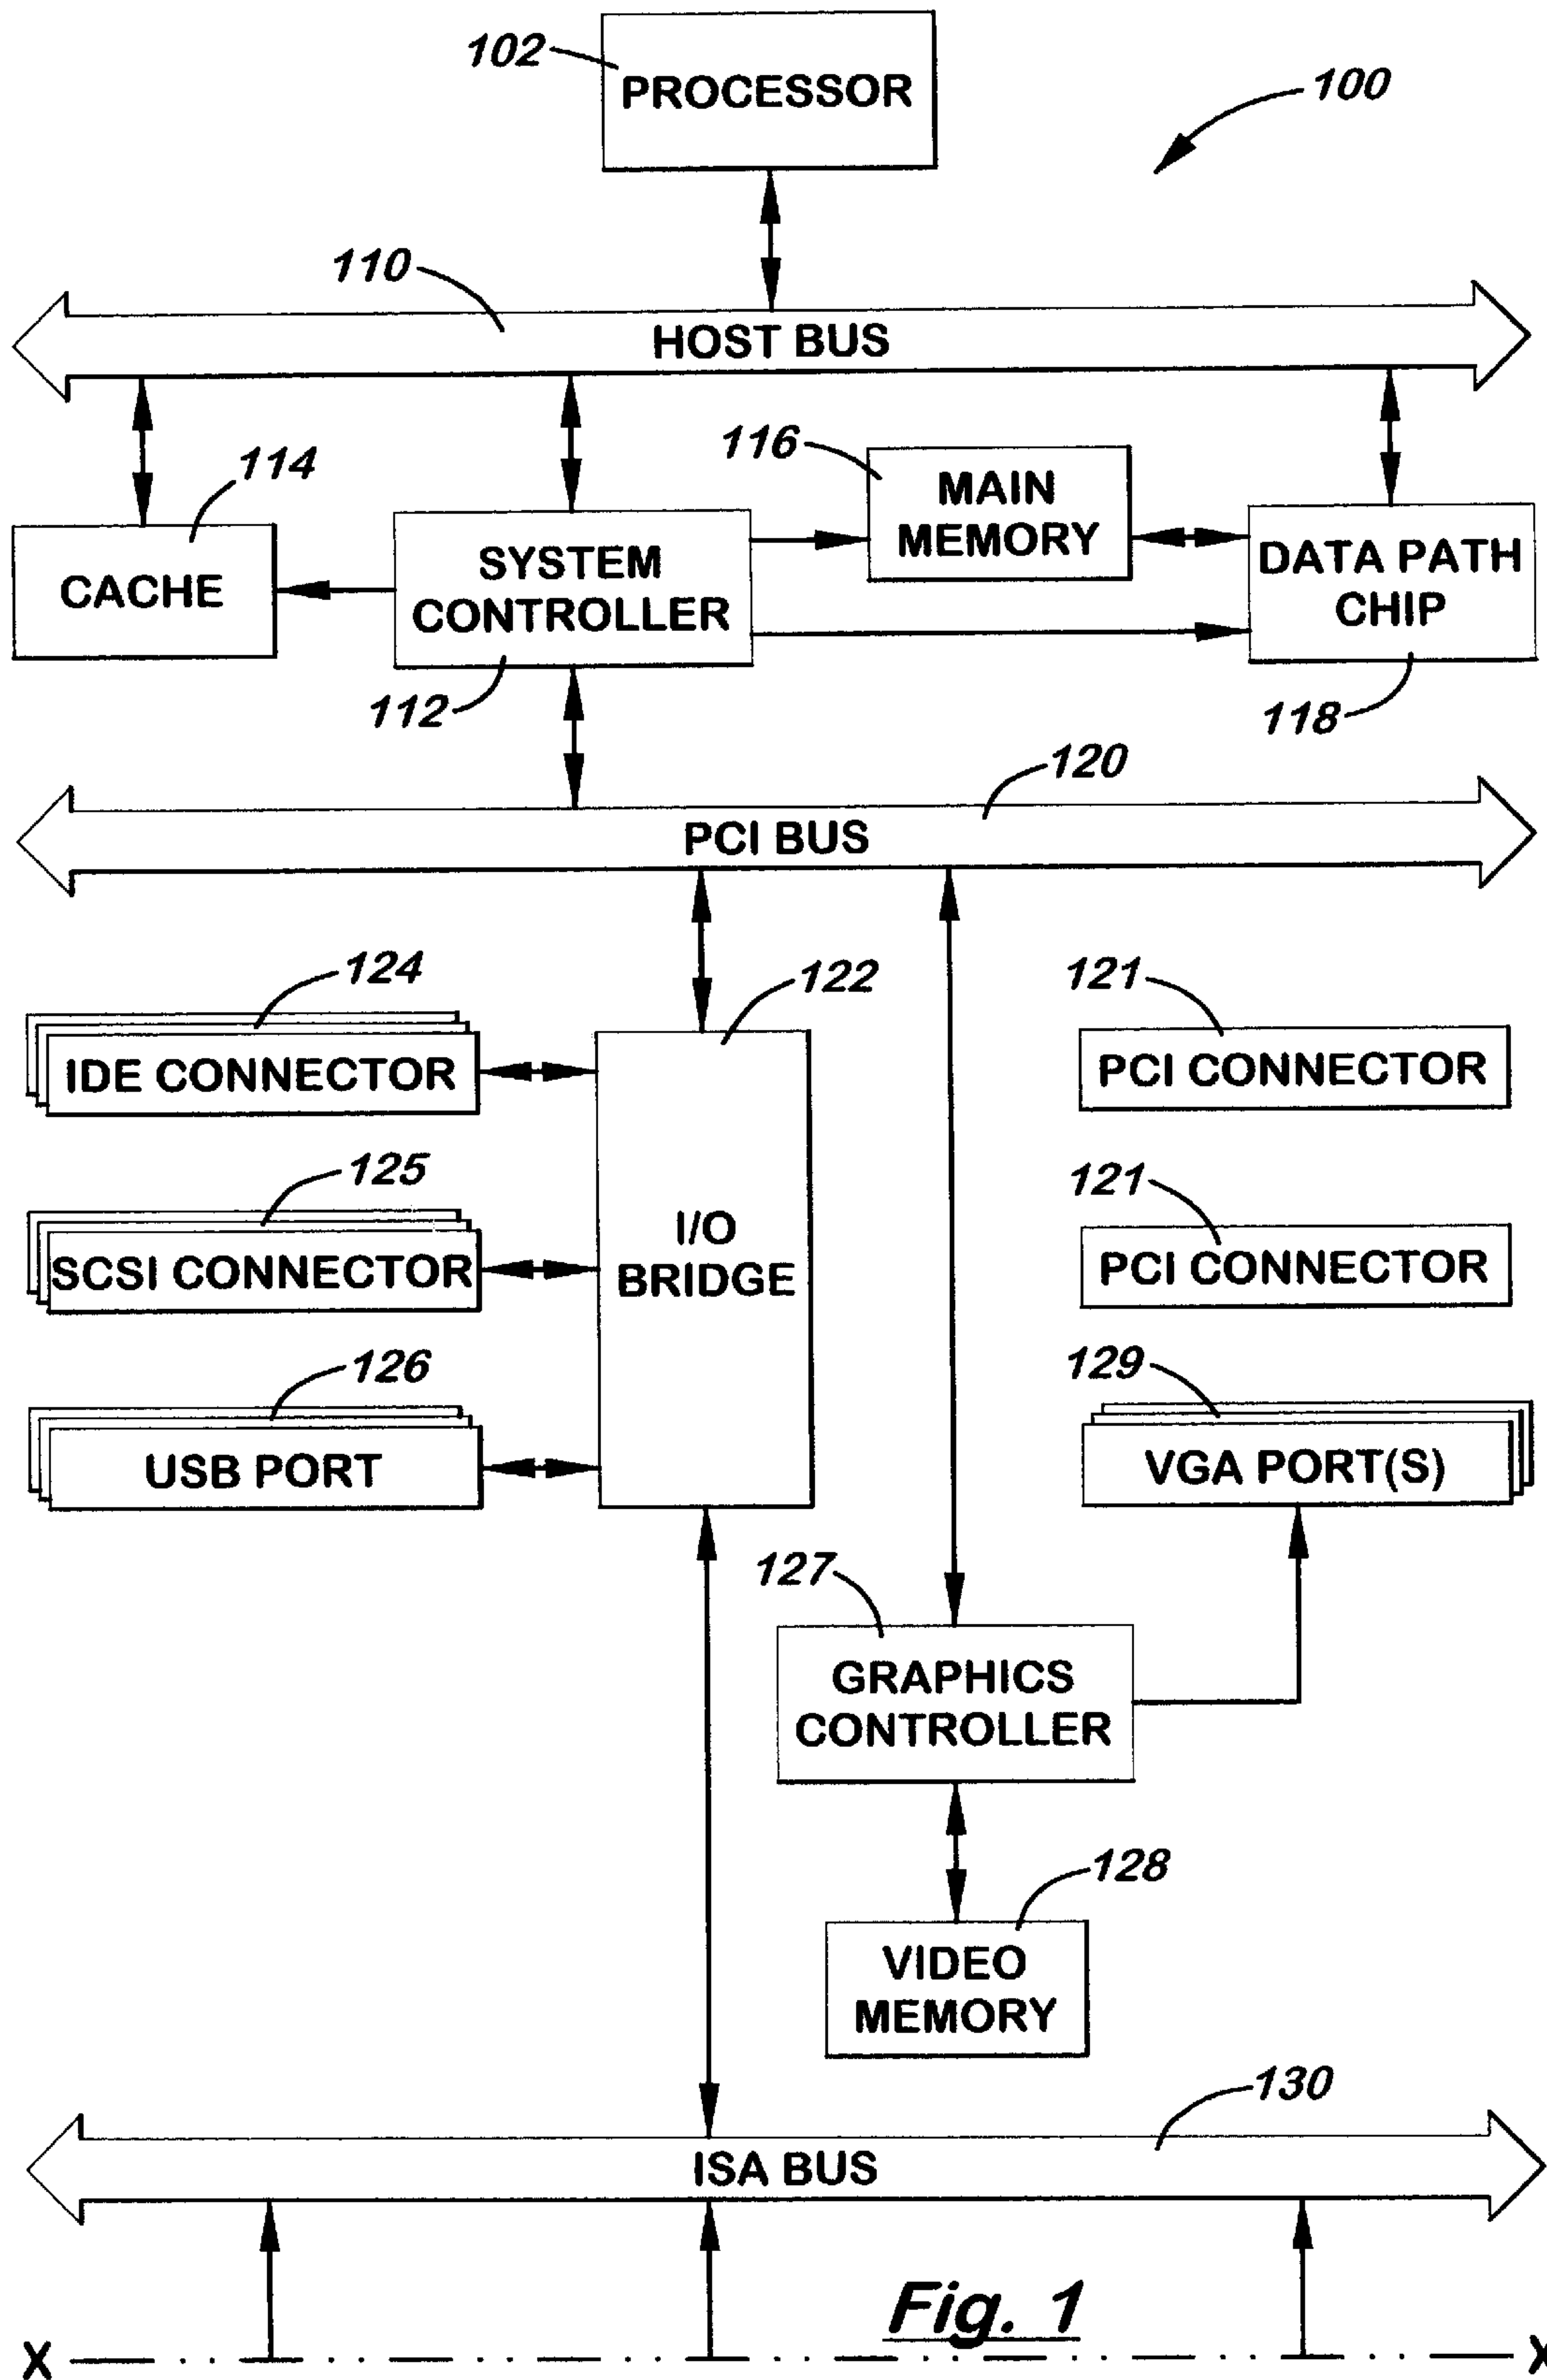 102
PROCESSOR
100
110
HOST BUS
114
116
MAIN
MEMORY
CACHE
SYSTEM
CONTROLLER
DATA PATH
CHIP
112
118
120
PCI BUS
124
122
121
IDE CONNECTOR
PCI CONNECTOR
125
121
SCSI CONNECTOR
I/O
BRIDGE
PCI CONNECTOR
126
129
USB PORT
VGA PORT(S)
127
GRAPHICS
CONTROLLER
128
VIDEO
MEMORY
130
ISA BUS
Fig. 1
X
X